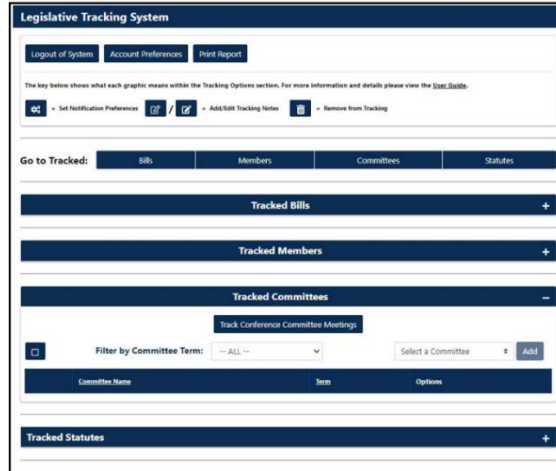 Legislative Tracking System
Logout of System Account Preferences Print Report
The key below shows what each graphic means within the Tracking Options section. For more information and details please view the User Guide.
= Set Notification Preferences / = Add/Edit Tracking Notes = Remove from Tracking
Go to Tracked: Bills Members Committees Statutes
Tracked Bills +
Tracked Members +
Tracked Committees –
Track Conference Committee Meetings
Filter by Committee Term: -- ALL -- Select a Committee Add
Committee Name Term Options
Tracked Statutes +